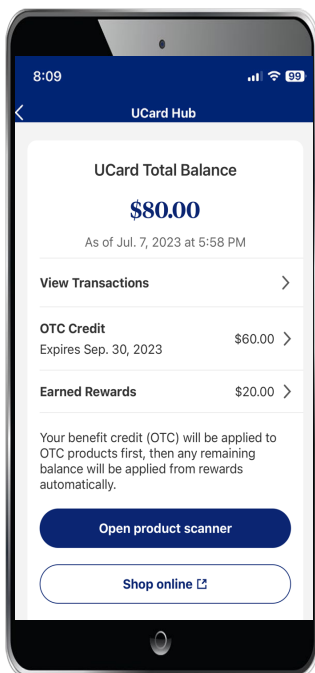 8:09
99
UCard Hub
UCard Total Balance
$80.00
As of Jul. 7, 2023 at 5:58 PM
View Transactions
OTC Credit
$60.00
Expires Sep. 30, 2023
Earned Rewards
$20.00
Your benefit credit (OTC) will be applied to
OTC products first, then any remaining
balance will be applied from rewards
automatically.
Open product scanner
Shop online